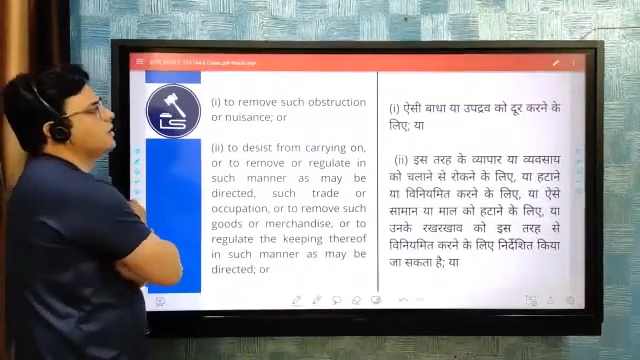 (i) to remove such obstruction
or nuisance; or
(ii) to desist from carrying on,
or to remove or regulate in
such manner as may be
directed, such trade or
occupation, or to remove such
goods or merchandise, or to
regulate the keeping thereof
in such manner as may be
directed; or
LS
(i) ऐसी बाधा या उपद्रव को दूर करने के
लिए; या
(ii) इस तरह के व्यापार या व्यवसाय
को चलाने से रोकने के लिए, या हटाने
या विनियमित करने के लिए, या ऐसे
सामान या माल को हटाने के लिए, या
उनके रखरखाव को इस तरह से
विनियमित करने के लिए निर्देशित किया
जा सकता है; या